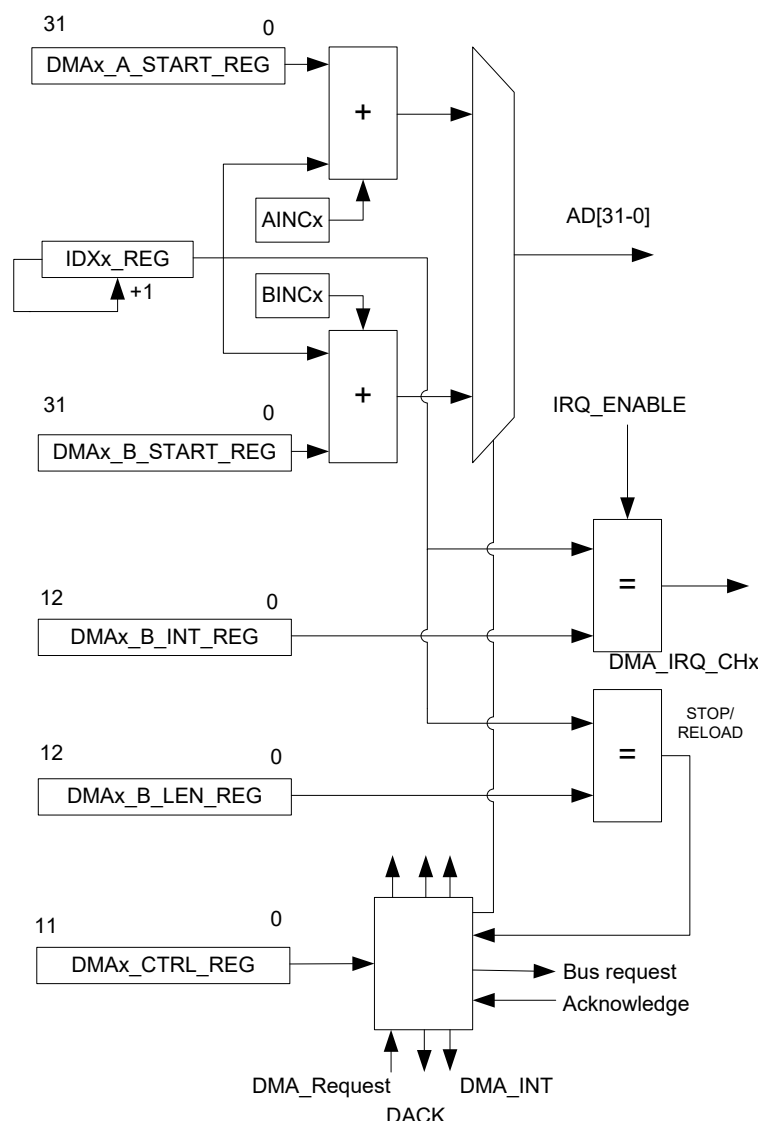 31
0
DMAx_A_START_REG
+
AINCx
AD[31-0]
IDXx_REG
+1
BINCx
+
31
0
DMAx_B_START_REG
IRQ_ENABLE
=
12
0
DMAx_B_INT_REG
DMA_IRQ_CHx
STOP/
RELOAD
=
12
0
DMAx_B_LEN_REG
11
0
DMAx_CTRL_REG
Bus request
Acknowledge
DMA_Request
DMA_INT
DACK